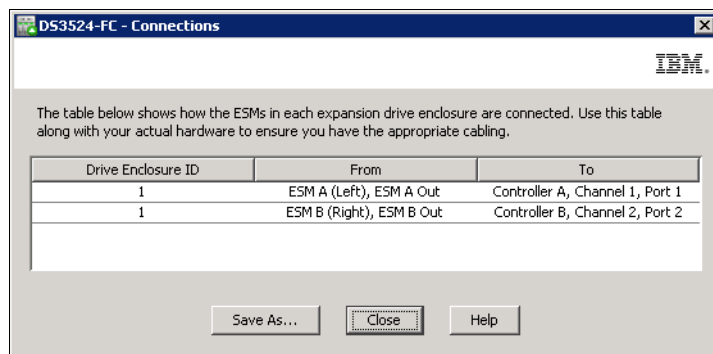 DS3524-FC - Connections
IBM.
The table below shows how the ESMs in each expansion drive enclosure are connected. Use this table
along with your actual hardware to ensure you have the appropriate cabling.
Drive Enclosure ID From To
1 ESM A (Left), ESM A Out Controller A, Channel 1, Port 1
1 ESM B (Right), ESM B Out Controller B, Channel 2, Port 2
Save As... Close Help